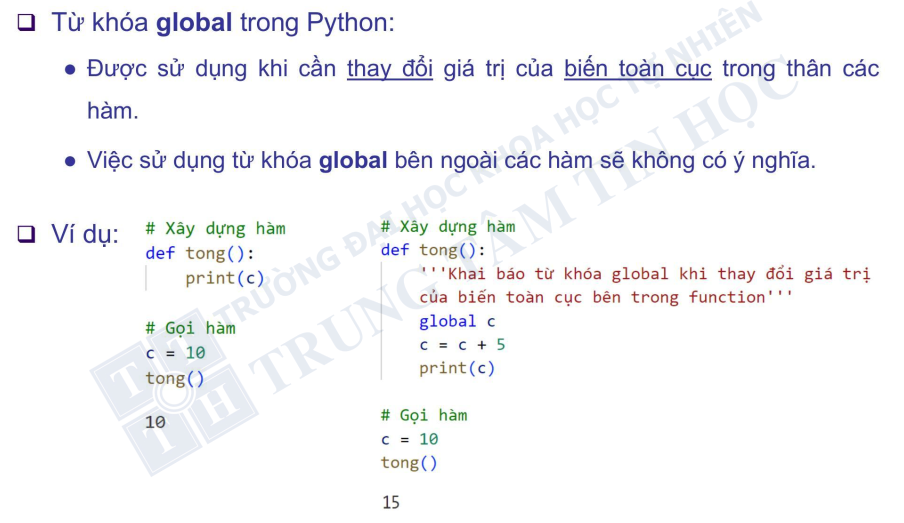 Từ khóa global trong Python:
Được sử dụng khi cần thay đổi giá trị của biến toàn cục trong thân các
hàm.
Việc sử dụng từ khóa global bên ngoài các hàm sẽ không có ý nghĩa.
Ví dụ:
# Xây dựng hàm
def tong():
    print(c)
# Gọi hàm
c = 10
tong()
10
# Xây dựng hàm
def tong():
    '''Khai báo từ khóa global khi thay đổi giá trị
    của biến toàn cục bên trong function'''
    global c
    c = c + 5
    print(c)
# Gọi hàm
c = 10
tong()
15
TRƯỜNG ĐẠI HỌC KHOA HỌC TỰ NHIÊN
TRUNG TÂM TIN HỌC
T T
T H